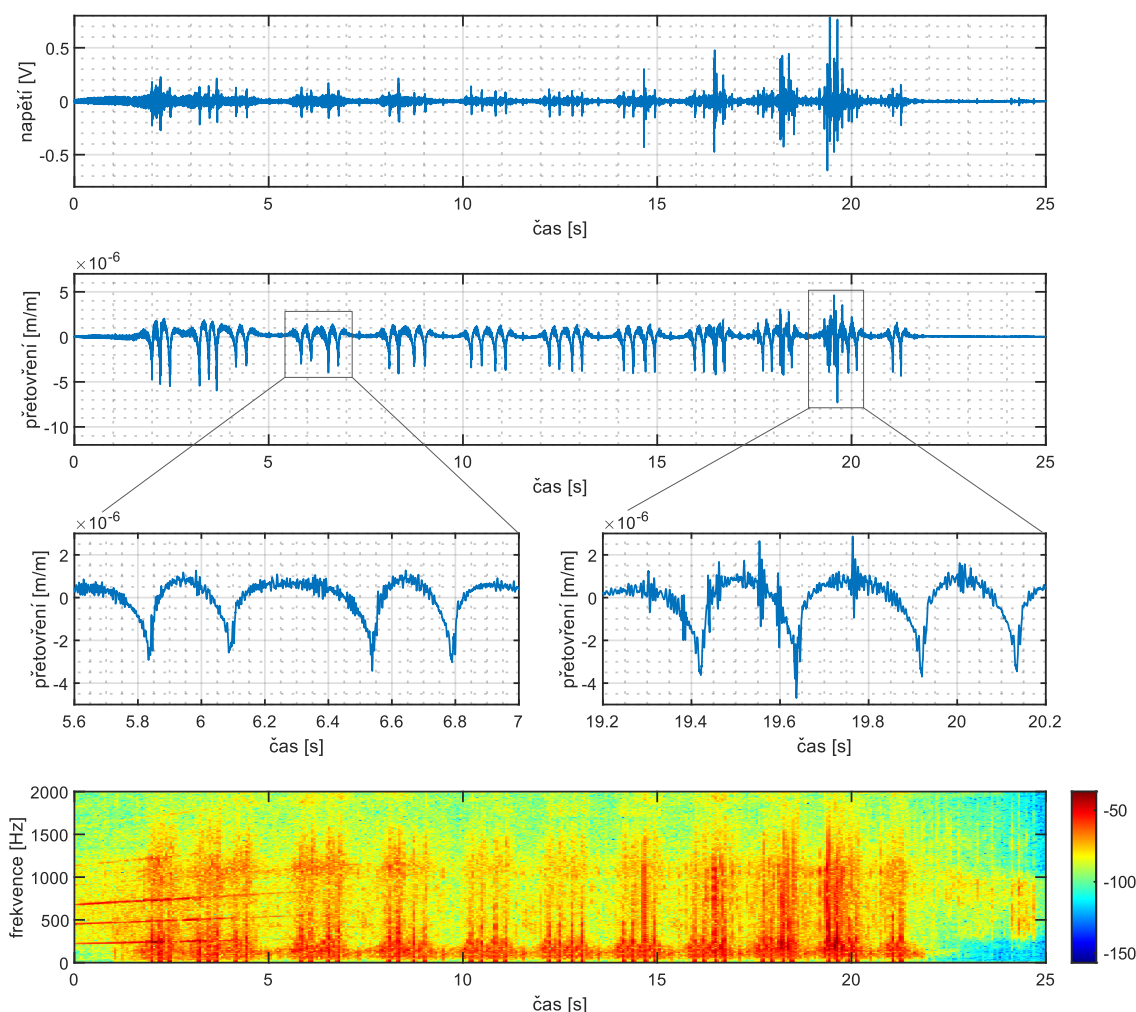 napětí [V]
0.5
0
-0.5
0 5 10 15 20 25
čas [s]
×10-6
přetovření [m/m]
5
0
-5
-10
0 5 10 15 20 25
čas [s]
×10-6
přetovření [m/m]
2
0
-2
-4
5.6 5.8 6 6.2 6.4 6.6 6.8 7
čas [s]
×10-6
přetovření [m/m]
2
0
-2
-4
19.2 19.4 19.6 19.8 20 20.2
čas [s]
frekvence [Hz]
2000
1500
1000
500
0
0 5 10 15 20 25
čas [s]
-50
-100
-150